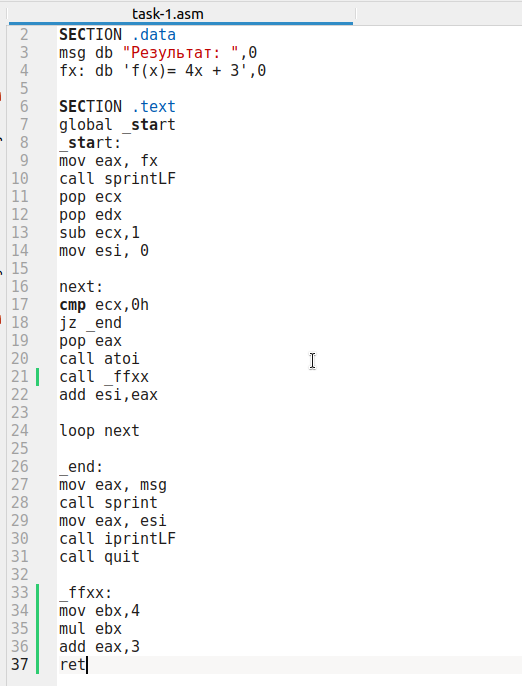 task-1.asm
2 SECTION .data
3 msg db "Результат: ",0
4 fx: db 'f(x)= 4x + 3',0
5
6 SECTION .text
7 global _start
8 _start:
9 mov eax, fx
10 call sprintLF
11 pop ecx
12 pop edx
13 sub ecx,1
14 mov esi, 0
15
16 next:
17 cmp ecx,0h
18 jz _end
19 pop eax
20 call atoi
21 call _ffxx
22 add esi,eax
23
24 loop next
25
26 _end:
27 mov eax, msg
28 call sprint
29 mov eax, esi
30 call iprintLF
31 call quit
32
33 _ffxx:
34 mov ebx,4
35 mul ebx
36 add eax,3
37 ret